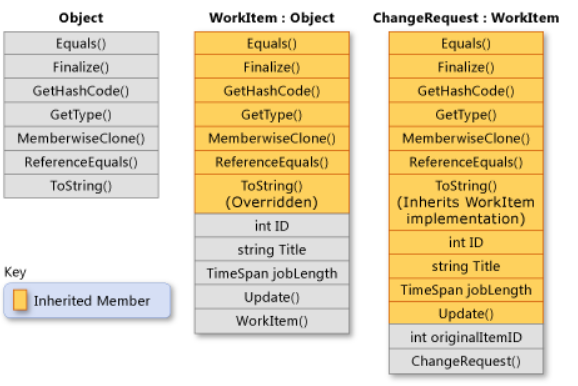 Object
Equals()
Finalize()
GetHashCode()
GetType()
MemberwiseClone()
ReferenceEquals()
ToString()
Key
Inherited Member
WorkItem : Object
Equals()
Finalize()
GetHashCode()
GetType()
MemberwiseClone()
ReferenceEquals()
ToString()
(Overridden)
int ID
string Title
TimeSpan jobLength
Update()
WorkItem()
ChangeRequest : WorkItem
Equals()
Finalize()
GetHashCode()
GetType()
MemberwiseClone()
ReferenceEquals()
ToString()
(Inherits WorkItem
implementation)
int ID
string Title
TimeSpan jobLength
Update()
int originalItemID
ChangeRequest()